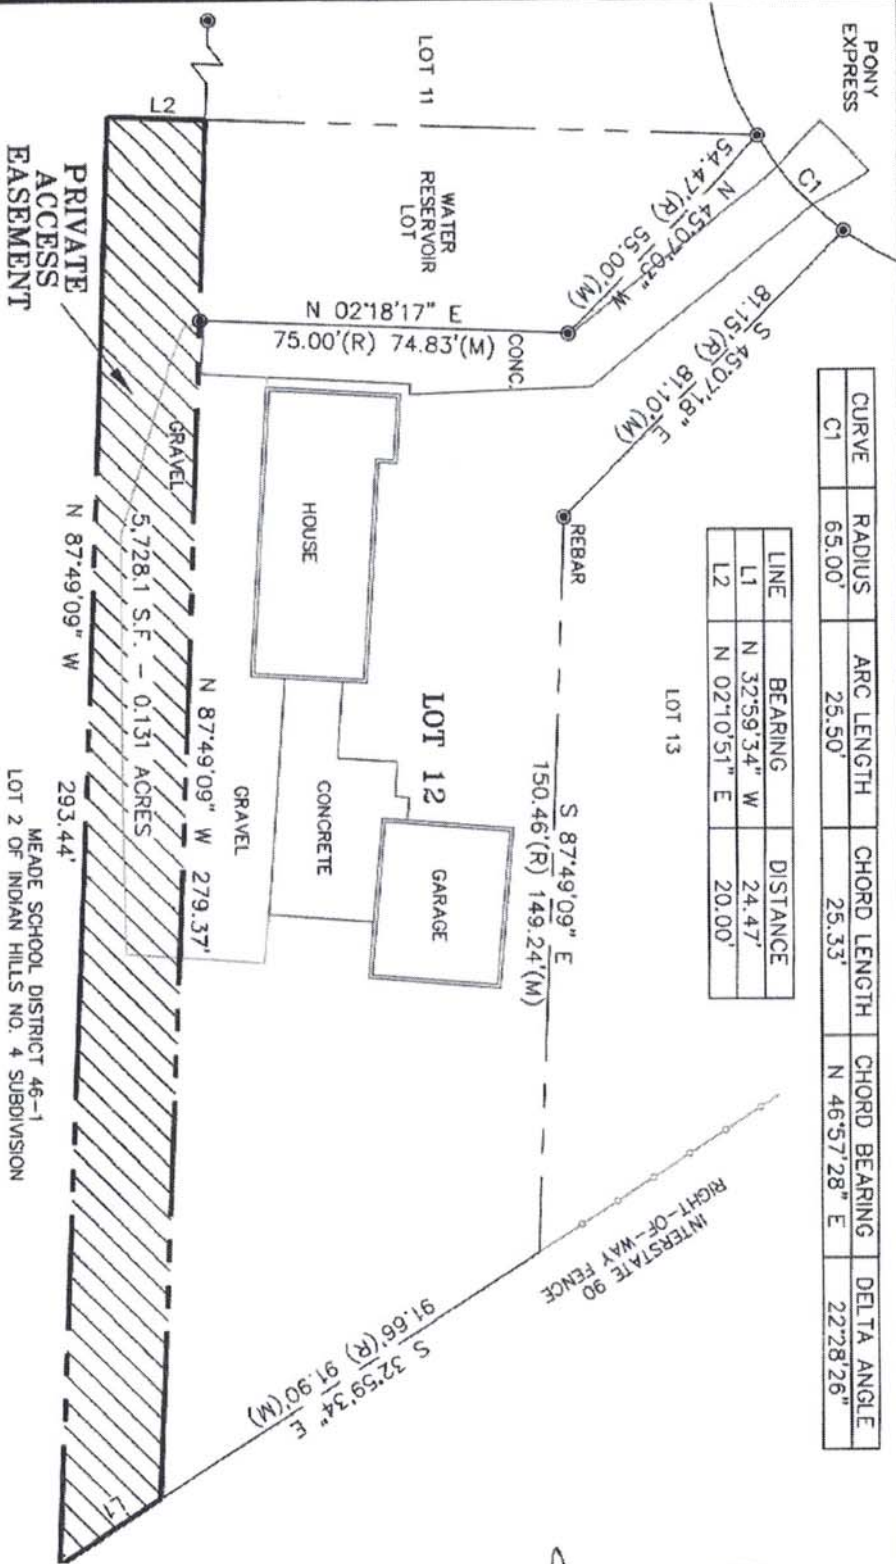 PONY
EXPRESS
C1
CURVE RADIUS ARC LENGTH CHORD LENGTH CHORD BEARING DELTA ANGLE
C1 65.00' 25.50' 25.33' N 46°57'28" E 22°28'26"
LINE BEARING DISTANCE
L1 N 32°59'34" W 24.47'
L2 N 02°10'51" E 20.00'
LOT 13
LOT 11
N 45°07'03" W
54.47'(R) 55.00'(M)
S 45°07'18" E
81.15'(R) 81.10'(M)
WATER
RESERVOIR
LOT
N 02°18'17" E
75.00'(R) 74.83'(M)
CONC.
REBAR
S 87°49'09" E
150.46'(R) 149.24'(M)
INTERSTATE 90
RIGHT-OF-WAY FENCE
S 32°59'34" E
91.66'(R) 91.90'(M)
LOT 12
HOUSE
CONCRETE
GARAGE
GRAVEL
N 87°49'09" W 279.37'
L2
GRAVEL
5,728.1 S.F. - 0.131 ACRES
L1
PRIVATE
ACCESS
EASEMENT
N 87°49'09" W 293.44'
MEADE SCHOOL DISTRICT 46-1
LOT 2 OF INDIAN HILLS NO. 4 SUBDIVISION